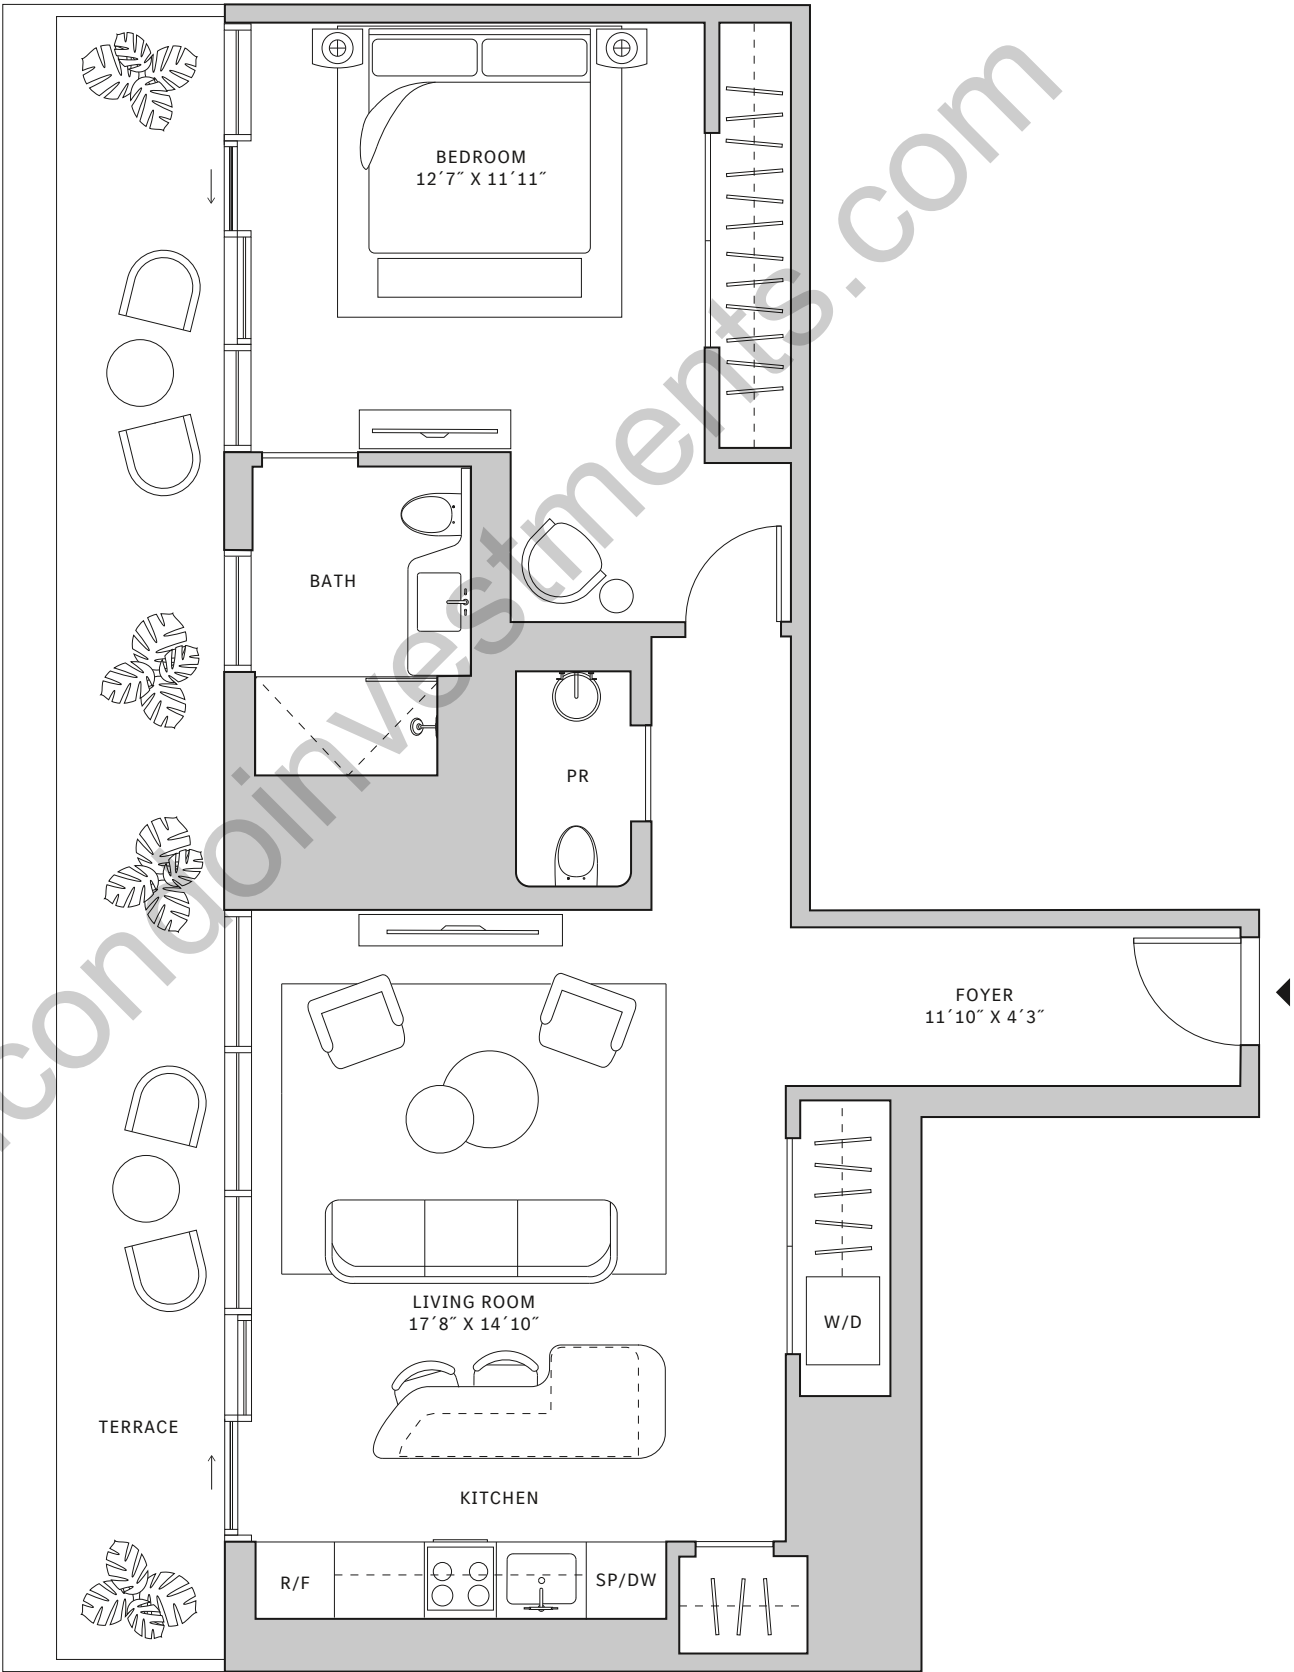 BEDROOM
12´7˝ X 11´11˝
BATH
PR
FOYER
11´10˝ X 4´3˝
LIVING ROOM
17´8˝ X 14´10˝
W/D
TERRACE
KITCHEN
R/F
SP/DW
condoinvestments.com